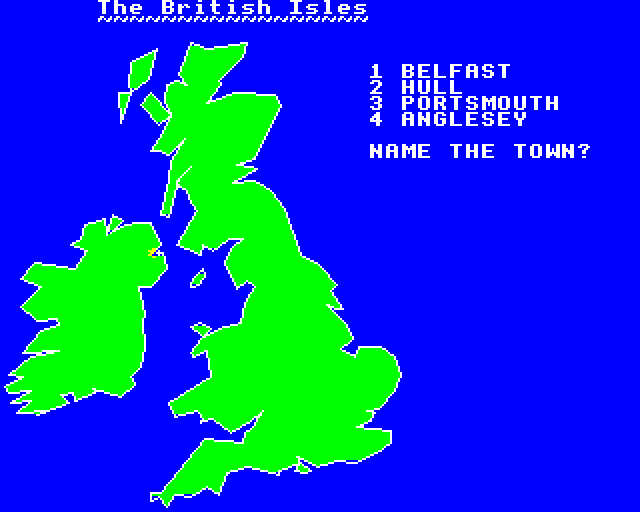 The British Isles
1 BELFAST
2 HULL
3 PORTSMOUTH
4 ANGLESEY
NAME THE TOWN?